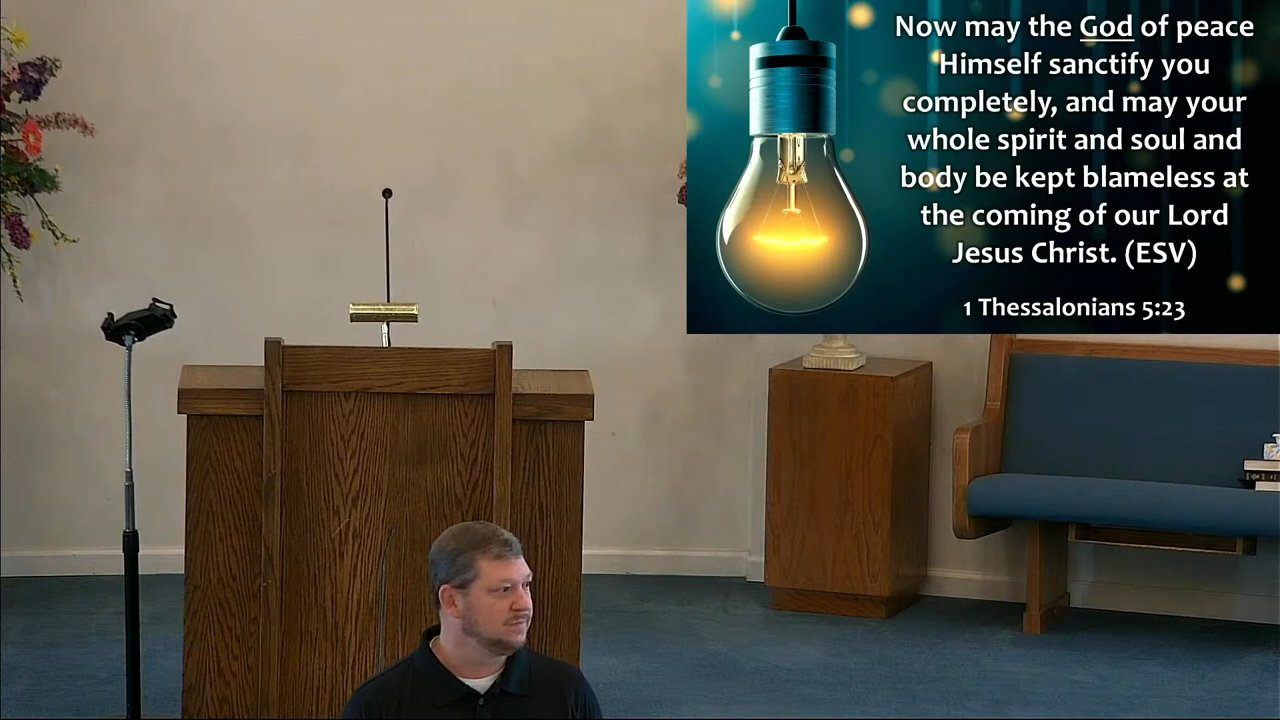 Now may the God of peace
Himself sanctify you
completely, and may your
whole spirit and soul and
body be kept blameless at
the coming of our Lord
Jesus Christ. (ESV)
1 Thessalonians 5:23